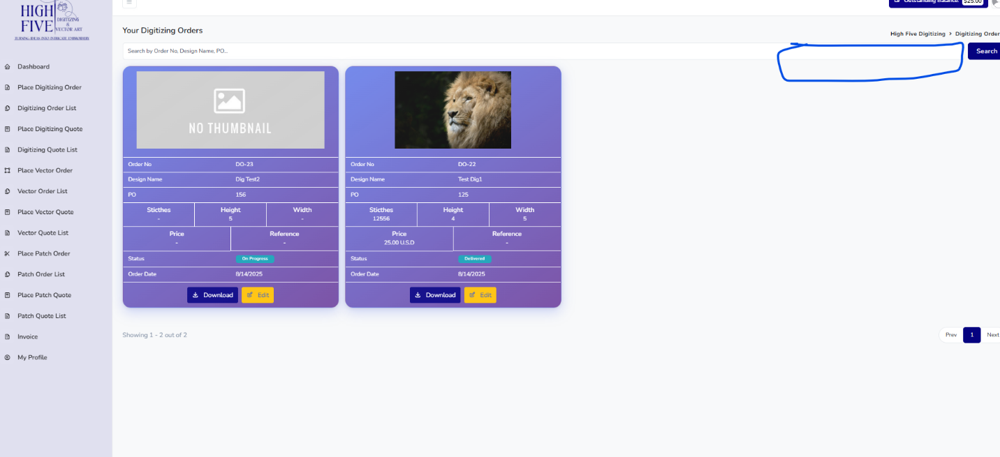 HIGH
FIVE
DIGITIZING
&
VECTOR ART
TURNING IDEAS INTO INTRICATE EMBROIDERY
Outstanding Balance: $25.00
Your Digitizing Orders
High Five Digitizing > Digitizing Order
Search by Order No, Design Name, PO...
Search
Dashboard
Place Digitizing Order
Digitizing Order List
Place Digitizing Quote
Digitizing Quote List
Place Vector Order
Vector Order List
Place Vector Quote
Vector Quote List
Place Patch Order
Patch Order List
Place Patch Quote
Patch Quote List
Invoice
My Profile
NO THUMBNAIL
Order No DO-23
Design Name Dig Test2
PO 156
Sticthes Height Width
- 5 -
Price Reference
- -
Status On Progress
Order Date 8/14/2025
Download Edit
Order No DO-22
Design Name Test Dig1
PO 125
Sticthes Height Width
12556 4 5
Price Reference
25.00 U.S.D -
Status Delivered
Order Date 8/14/2025
Download Edit
Showing 1 - 2 out of 2
Prev 1 Next